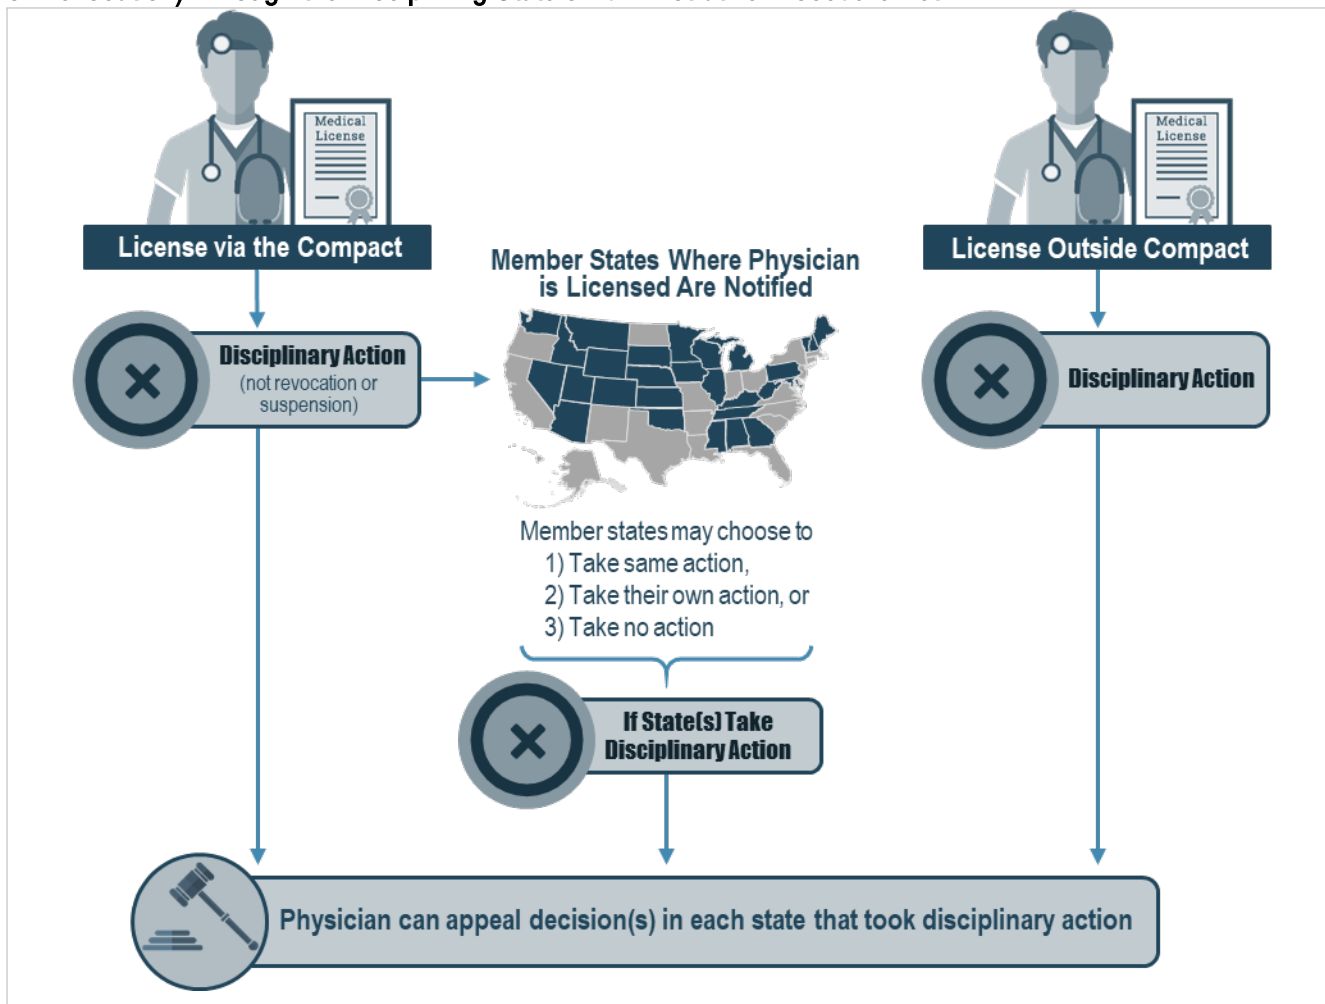 Medical
License
Medical
License
License via the Compact
License Outside Compact
Member States Where Physician
is Licensed Are Notified
Disciplinary Action
(not revocation or
suspension)
Disciplinary Action
Member states may choose to
1) Take same action,
2) Take their own action, or
3) Take no action
If State(s) Take
Disciplinary Action
Physician can appeal decision(s) in each state that took disciplinary action